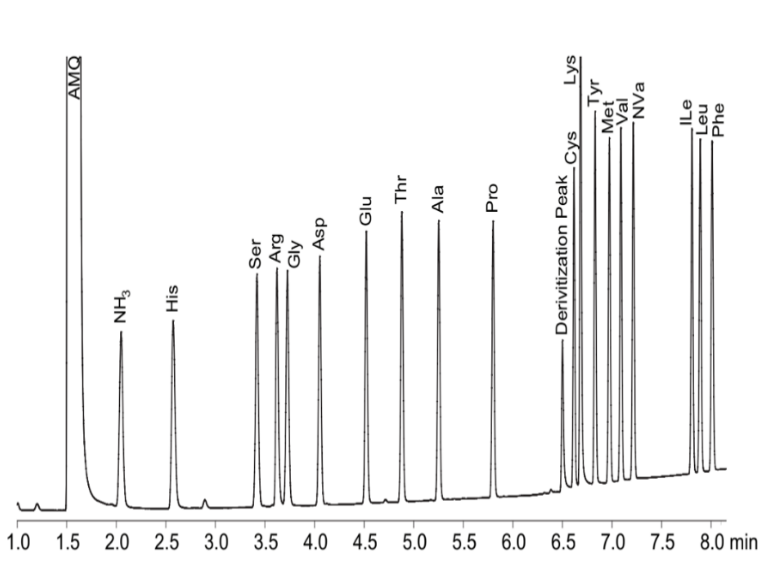 AMQ
NH₃
His
Ser
Arg
Gly
Asp
Glu
Thr
Ala
Pro
Derivitization Peak
Cys
Lys
Tyr
Met
Val
NVa
ILe
Leu
Phe
1.0 1.5 2.0 2.5 3.0 3.5 4.0 4.5 5.0 5.5 6.0 6.5 7.0 7.5 8.0 min